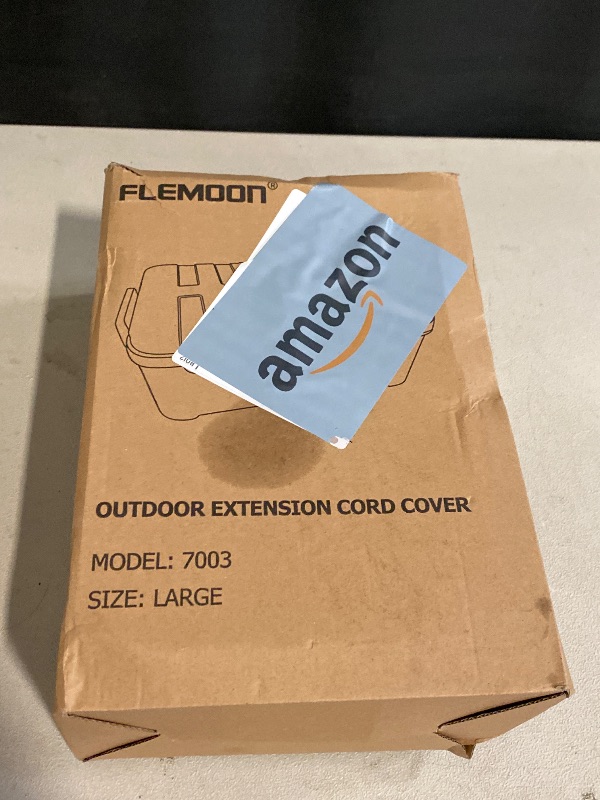 FLEMOON®
amazon
OUTDOOR EXTENSION CORD COVER
MODEL: 7003
SIZE: LARGE